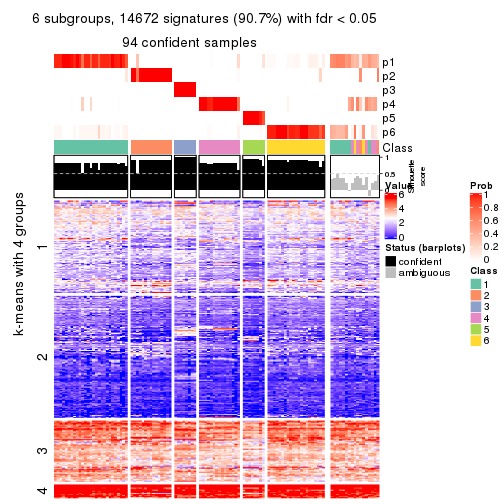 6 subgroups, 14672 signatures (90.7%) with fdr < 0.05
94 confident samples
p1
p2
p3
p4
p5
p6
Class
1
0.5
0
Silhouette
score
k-means with 4 groups
1
2
3
4
Value
6
4
2
0
Status (barplots)
confident
ambiguous
Prob
1
0.8
0.6
0.4
0.2
0
Class
1
2
3
4
5
6